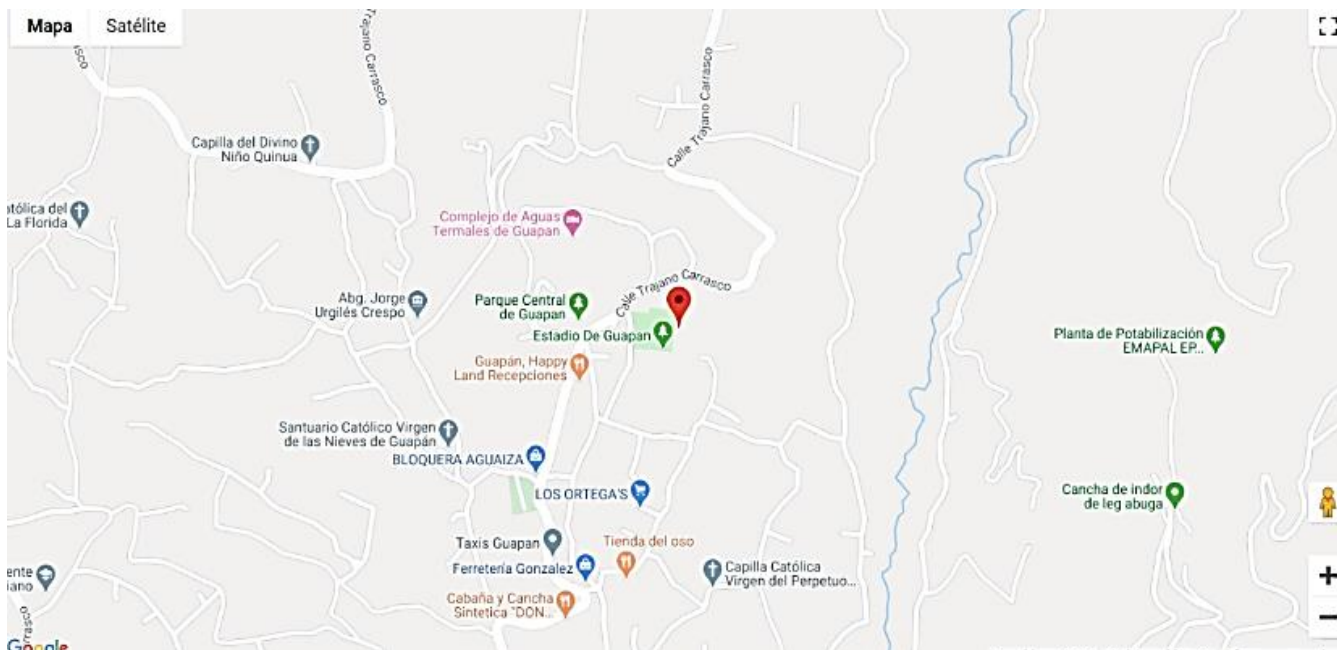 Mapa
Satélite
Trajano Carrasco
Calle Trajano Carrasco
Capilla del Divino
Niño Quinua
La Florida
Complejo de Aguas
Termales de Guapan
Calle Trajano Carrasco
Abg. Jorge
Urgilés Crespo
Parque Central
de Guapan
Estadio De Guapan
Planta de Potabilización
EMAPAL EP...
Guapán, Happy
Land Recepciones
Santuario Católico Virgen
de las Nieves de Guapán
BLOQUERA AGUAIZA
LOS ORTEGA'S
Cancha de indor
de leg abuga
Taxis Guapan
Tienda del oso
Ferretería Gonzalez
Capilla Católica
Virgen del Perpetuo...
Cabaña y Cancha
Sintetica "DON...
Google